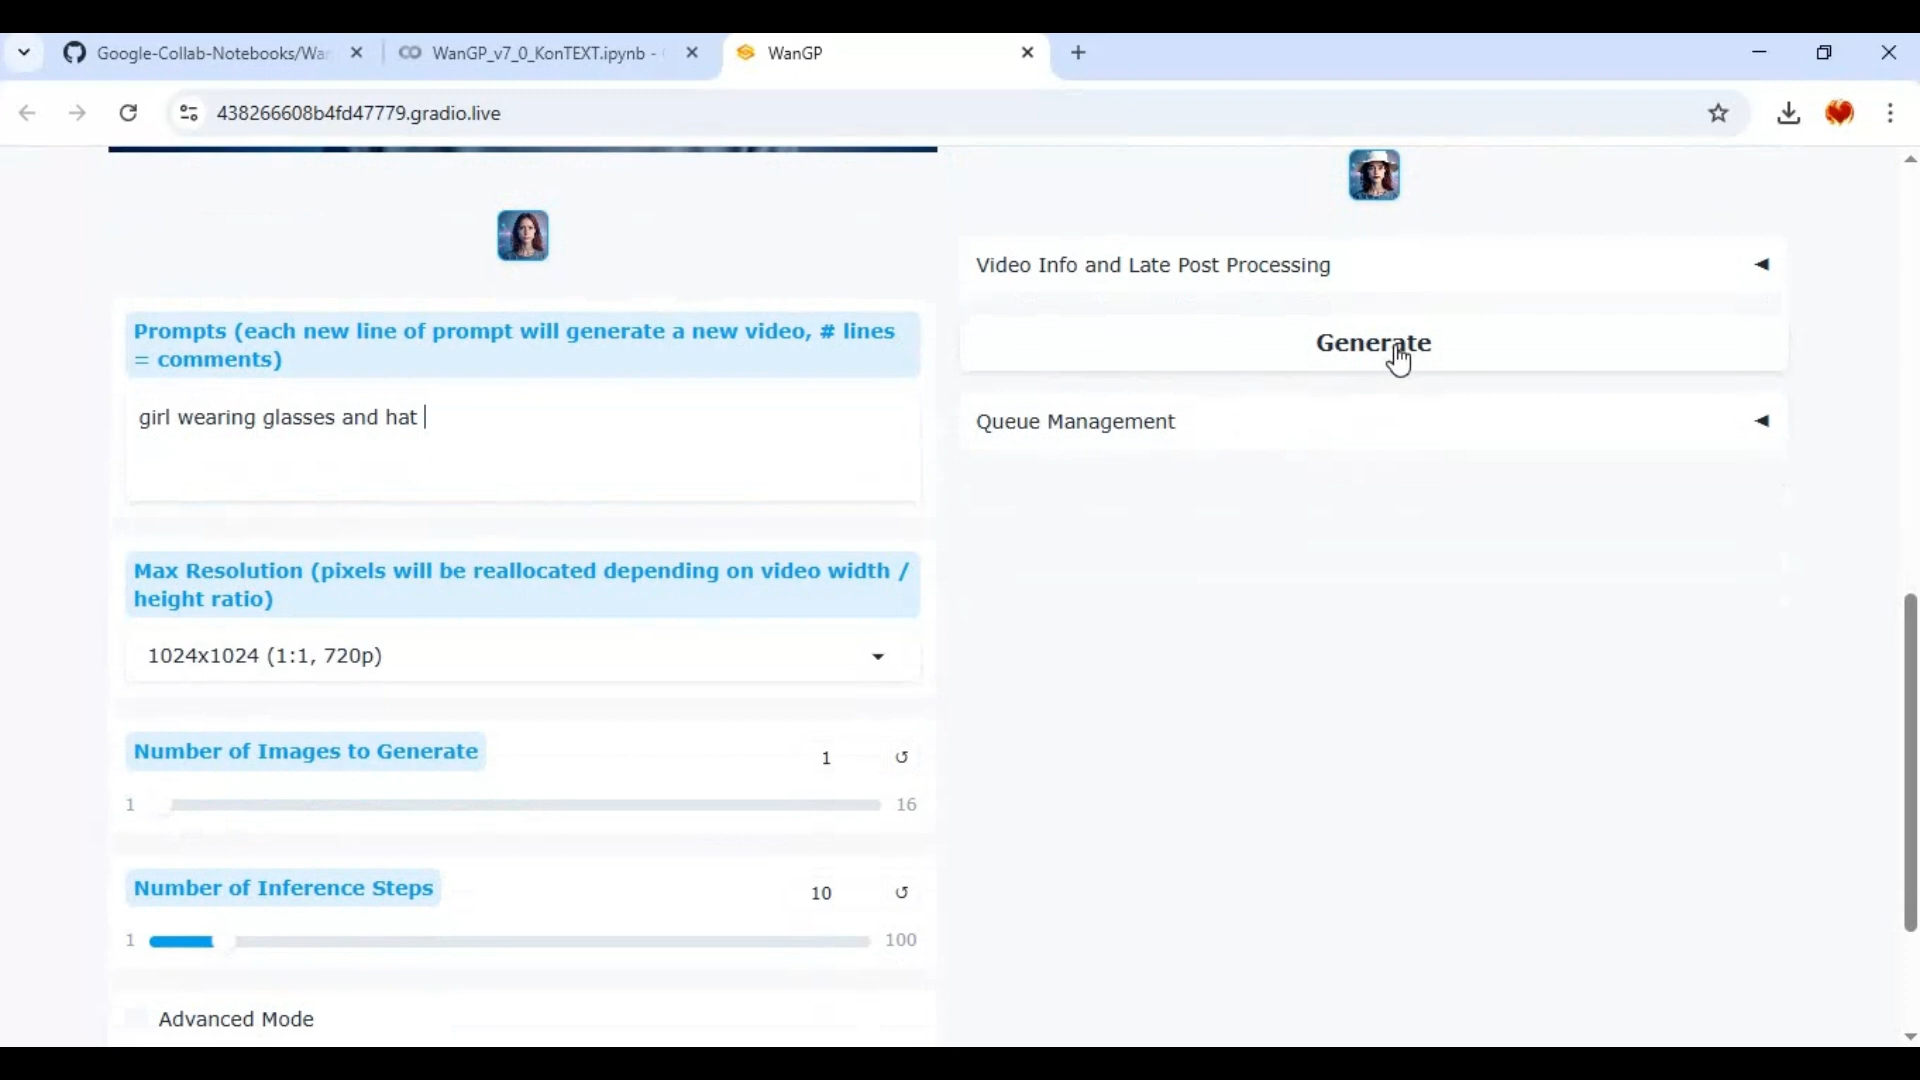 Google-Collab-Notebooks/Wan
WanGP_v7_0_KonTEXT.ipynb -
WanGP
438266608b4fd47779.gradio.live
Prompts (each new line of prompt will generate a new video, # lines
= comments)
girl wearing glasses and hat
Max Resolution (pixels will be reallocated depending on video width /
height ratio)
1024x1024 (1:1, 720p)
Number of Images to Generate
1
1
16
Number of Inference Steps
10
1
100
Advanced Mode
Video Info and Late Post Processing
Generate
Queue Management